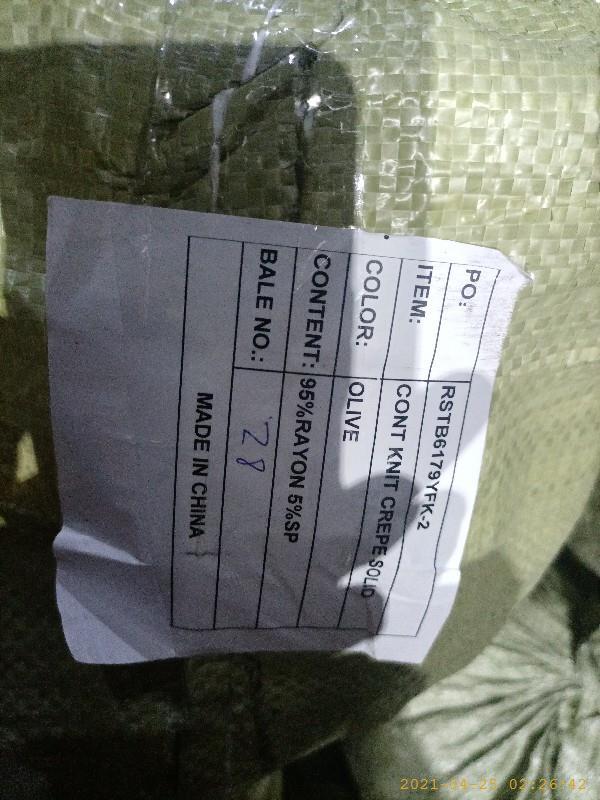 PO: RSTB6179YFK-2
ITEM: CONT KNIT CREPE SOLID
COLOR: OLIVE
CONTENT: 95%RAYON 5%SP
BALE NO.: 28
MADE IN CHINA
2021-04-25 02:26:42